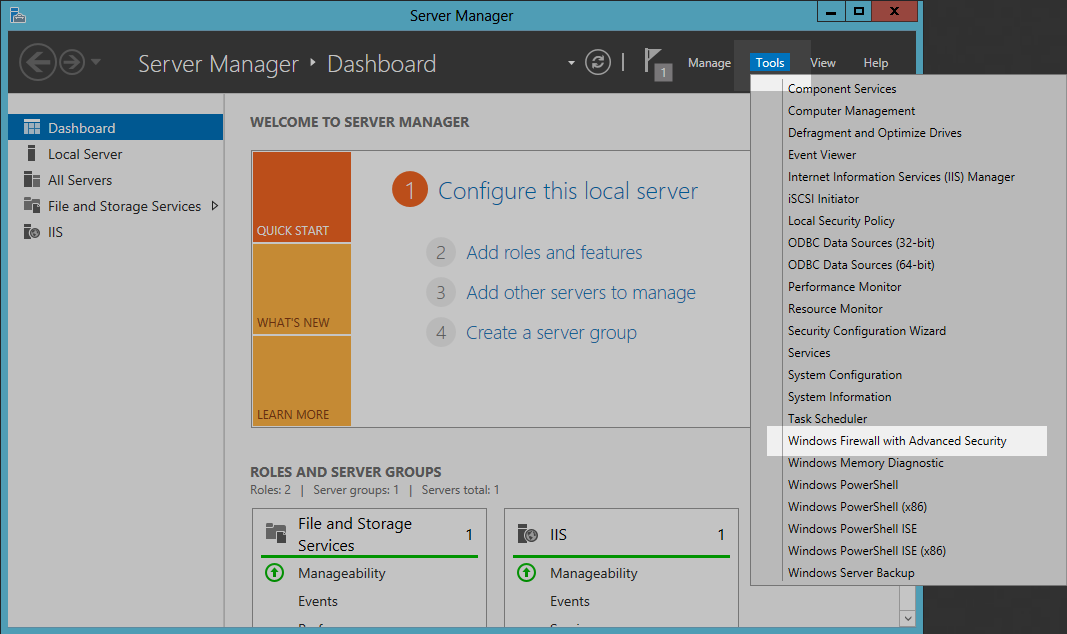 Server Manager
Server Manager ‣ Dashboard
1
Manage
Tools
View
Help
Dashboard
Local Server
All Servers
File and Storage Services
IIS
WELCOME TO SERVER MANAGER
QUICK START
WHAT'S NEW
LEARN MORE
1 Configure this local server
2 Add roles and features
3 Add other servers to manage
4 Create a server group
ROLES AND SERVER GROUPS
Roles: 2 | Server groups: 1 | Servers total: 1
File and Storage
Services
1
Manageability
Events
IIS
1
Manageability
Events
Component Services
Computer Management
Defragment and Optimize Drives
Event Viewer
Internet Information Services (IIS) Manager
iSCSI Initiator
Local Security Policy
ODBC Data Sources (32-bit)
ODBC Data Sources (64-bit)
Performance Monitor
Resource Monitor
Security Configuration Wizard
Services
System Configuration
System Information
Task Scheduler
Windows Firewall with Advanced Security
Windows Memory Diagnostic
Windows PowerShell
Windows PowerShell (x86)
Windows PowerShell ISE
Windows PowerShell ISE (x86)
Windows Server Backup